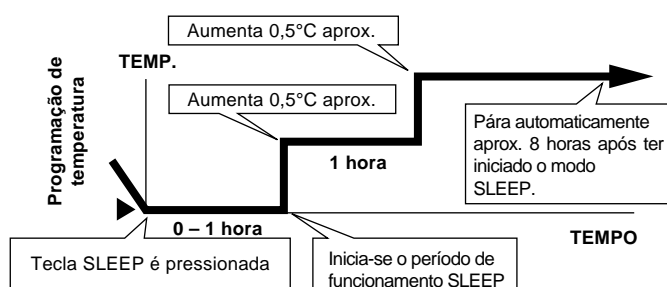 Aumenta 0,5°C aprox.
TEMP.
Programação de
temperatura
Aumenta 0,5°C aprox.
Pára automaticamente
aprox. 8 horas após ter
iniciado o modo
SLEEP.
1 hora
0 – 1 hora
TEMPO
Tecla SLEEP é pressionada
Inicia-se o período de
funcionamento SLEEP